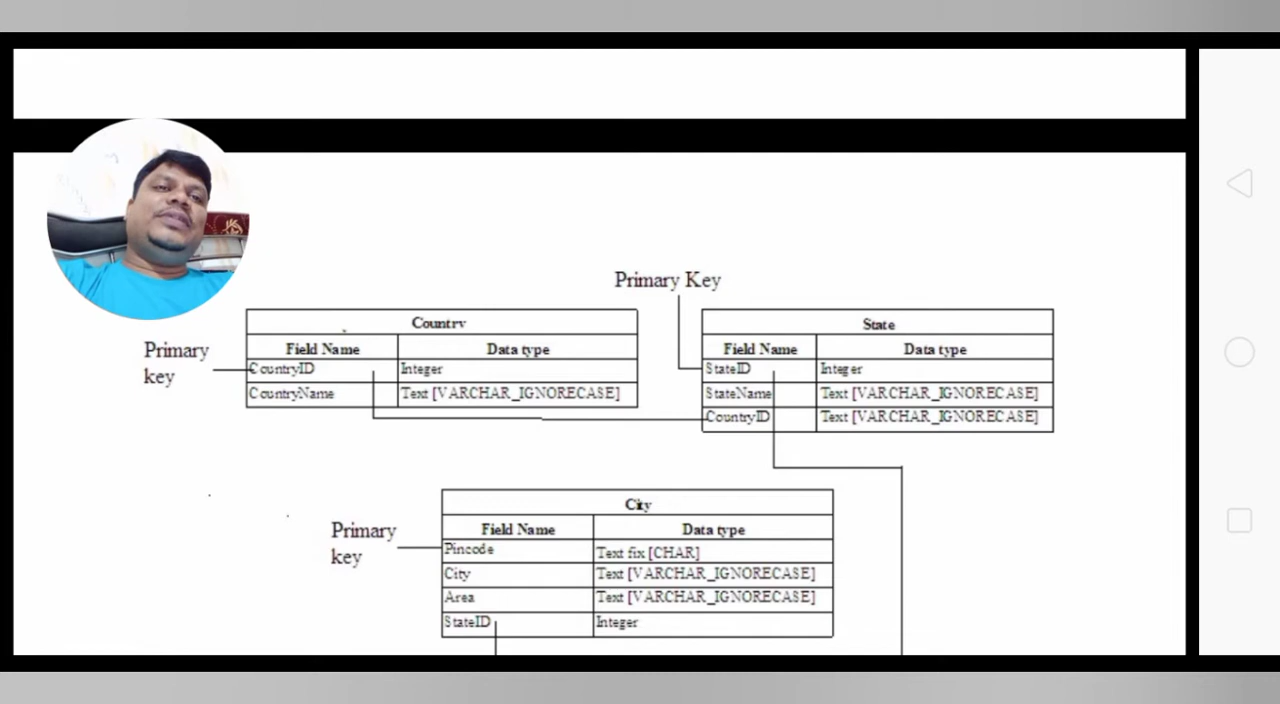 Primary Key
Country
Field Name Data type
CountryID Integer
CountryName Text [VARCHAR_IGNORECASE]
Primary
key
State
Field Name Data type
StateID Integer
StateName Text [VARCHAR_IGNORECASE]
CountryID Text [VARCHAR_IGNORECASE]
City
Field Name Data type
Pincode Text fix [CHAR]
City Text [VARCHAR_IGNORECASE]
Area Text [VARCHAR_IGNORECASE]
StateID Integer
Primary
key